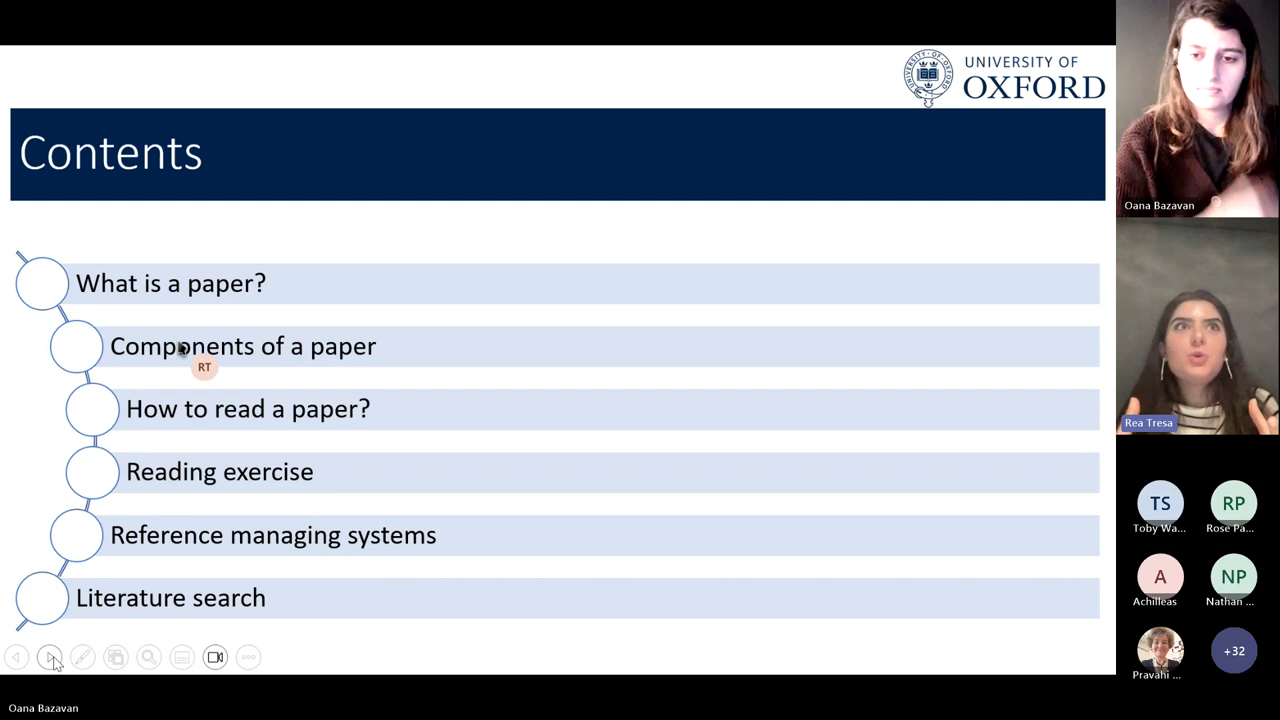 UNIVERSITY OF
OXFORD
Contents
What is a paper?
Components of a paper
RT
How to read a paper?
Reading exercise
Reference managing systems
Literature search
Oana Bazavan
Oana Bazavan
Rea Tresa
TS
RP
Toby Wa...
Rose Pa...
A
NP
Achilleas
Nathan ...
+32
Pravahi ...